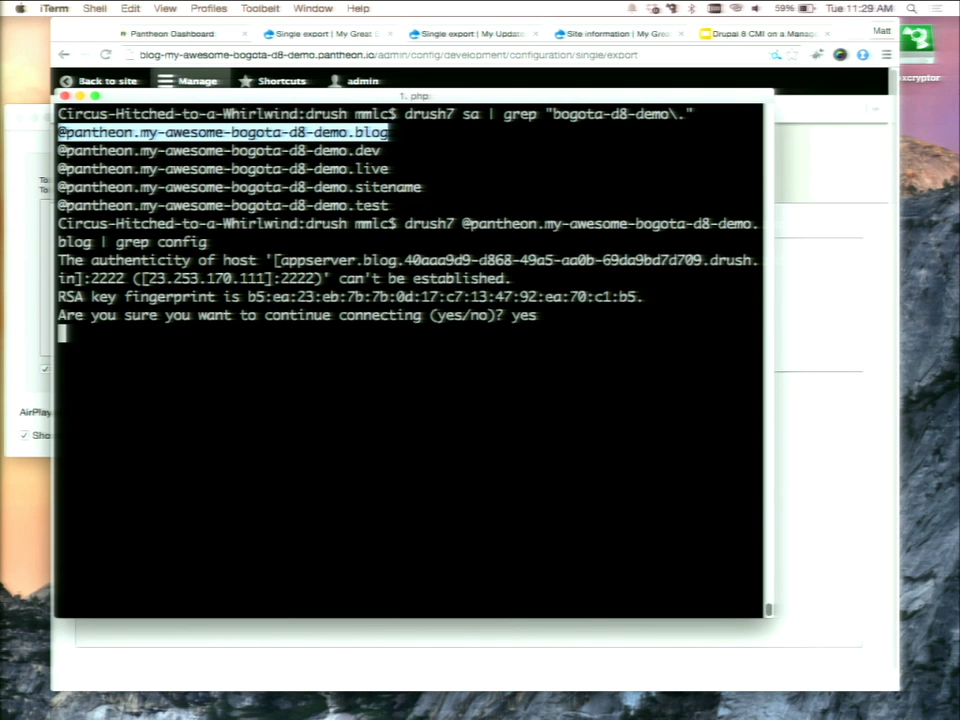 iTerm Shell Edit View Profiles Toolbelt Window Help 59% Tue 11:29 AM
Pantheon Dashboard Single export | My Great Single export | My Update Site information | My Grea Drupal 8 CMI on a Manag Matt
blog-my-awesome-bogota-d8-demo.pantheon.io/admin/config/development/configuration/single/export
Back to site Manage Shortcuts admin
xcryptor
1. php
Circus-Hitched-to-a-Whirlwind:drush mmlc$ drush7 sa | grep "bogota-d8-demo\."
@pantheon.my-awesome-bogota-d8-demo.blog
@pantheon.my-awesome-bogota-d8-demo.dev
@pantheon.my-awesome-bogota-d8-demo.live
@pantheon.my-awesome-bogota-d8-demo.sitename
@pantheon.my-awesome-bogota-d8-demo.test
Circus-Hitched-to-a-Whirlwind:drush mmlc$ drush7 @pantheon.my-awesome-bogota-d8-demo.
blog | grep config
The authenticity of host '[appserver.blog.40aaa9d9-d868-49a5-aa0b-69da9bd7d709.drush.
in]:2222 ([23.253.170.111]:2222)' can't be established.
RSA key fingerprint is b5:ea:23:eb:7b:7b:0d:17:c7:13:47:92:ea:70:c1:b5.
Are you sure you want to continue connecting (yes/no)? yes
AirPlay
Sho